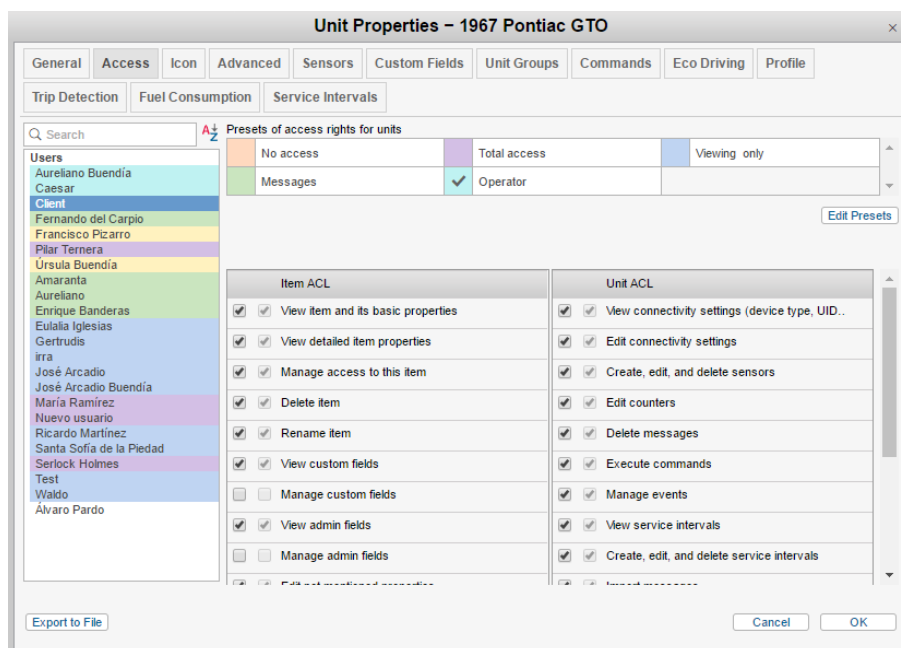 Unit Properties – 1967 Pontiac GTO
×
General Access Icon Advanced Sensors Custom Fields Unit Groups Commands Eco Driving Profile
Trip Detection Fuel Consumption Service Intervals
Search
AZ
Users
Aureliano Buendía
Caesar
Client
Fernando del Carpio
Francisco Pizarro
Pilar Ternera
Úrsula Buendía
Amaranta
Aureliano
Enrique Banderas
Eulalia Iglesias
Gertrudis
irra
José Arcadio
José Arcadio Buendía
María Ramírez
Nuevo usuario
Ricardo Martínez
Santa Sofía de la Piedad
Serlock Holmes
Test
Waldo
Álvaro Pardo
Presets of access rights for units
No access Total access Viewing only
Messages Operator
Edit Presets
Item ACL
View item and its basic properties
View detailed item properties
Manage access to this item
Delete item
Rename item
View custom fields
Manage custom fields
View admin fields
Manage admin fields
Edit not mentioned properties
Unit ACL
View connectivity settings (device type, UID..
Edit connectivity settings
Create, edit, and delete sensors
Edit counters
Delete messages
Execute commands
Manage events
View service intervals
Create, edit, and delete service intervals
Import messages
Export to File
Cancel OK